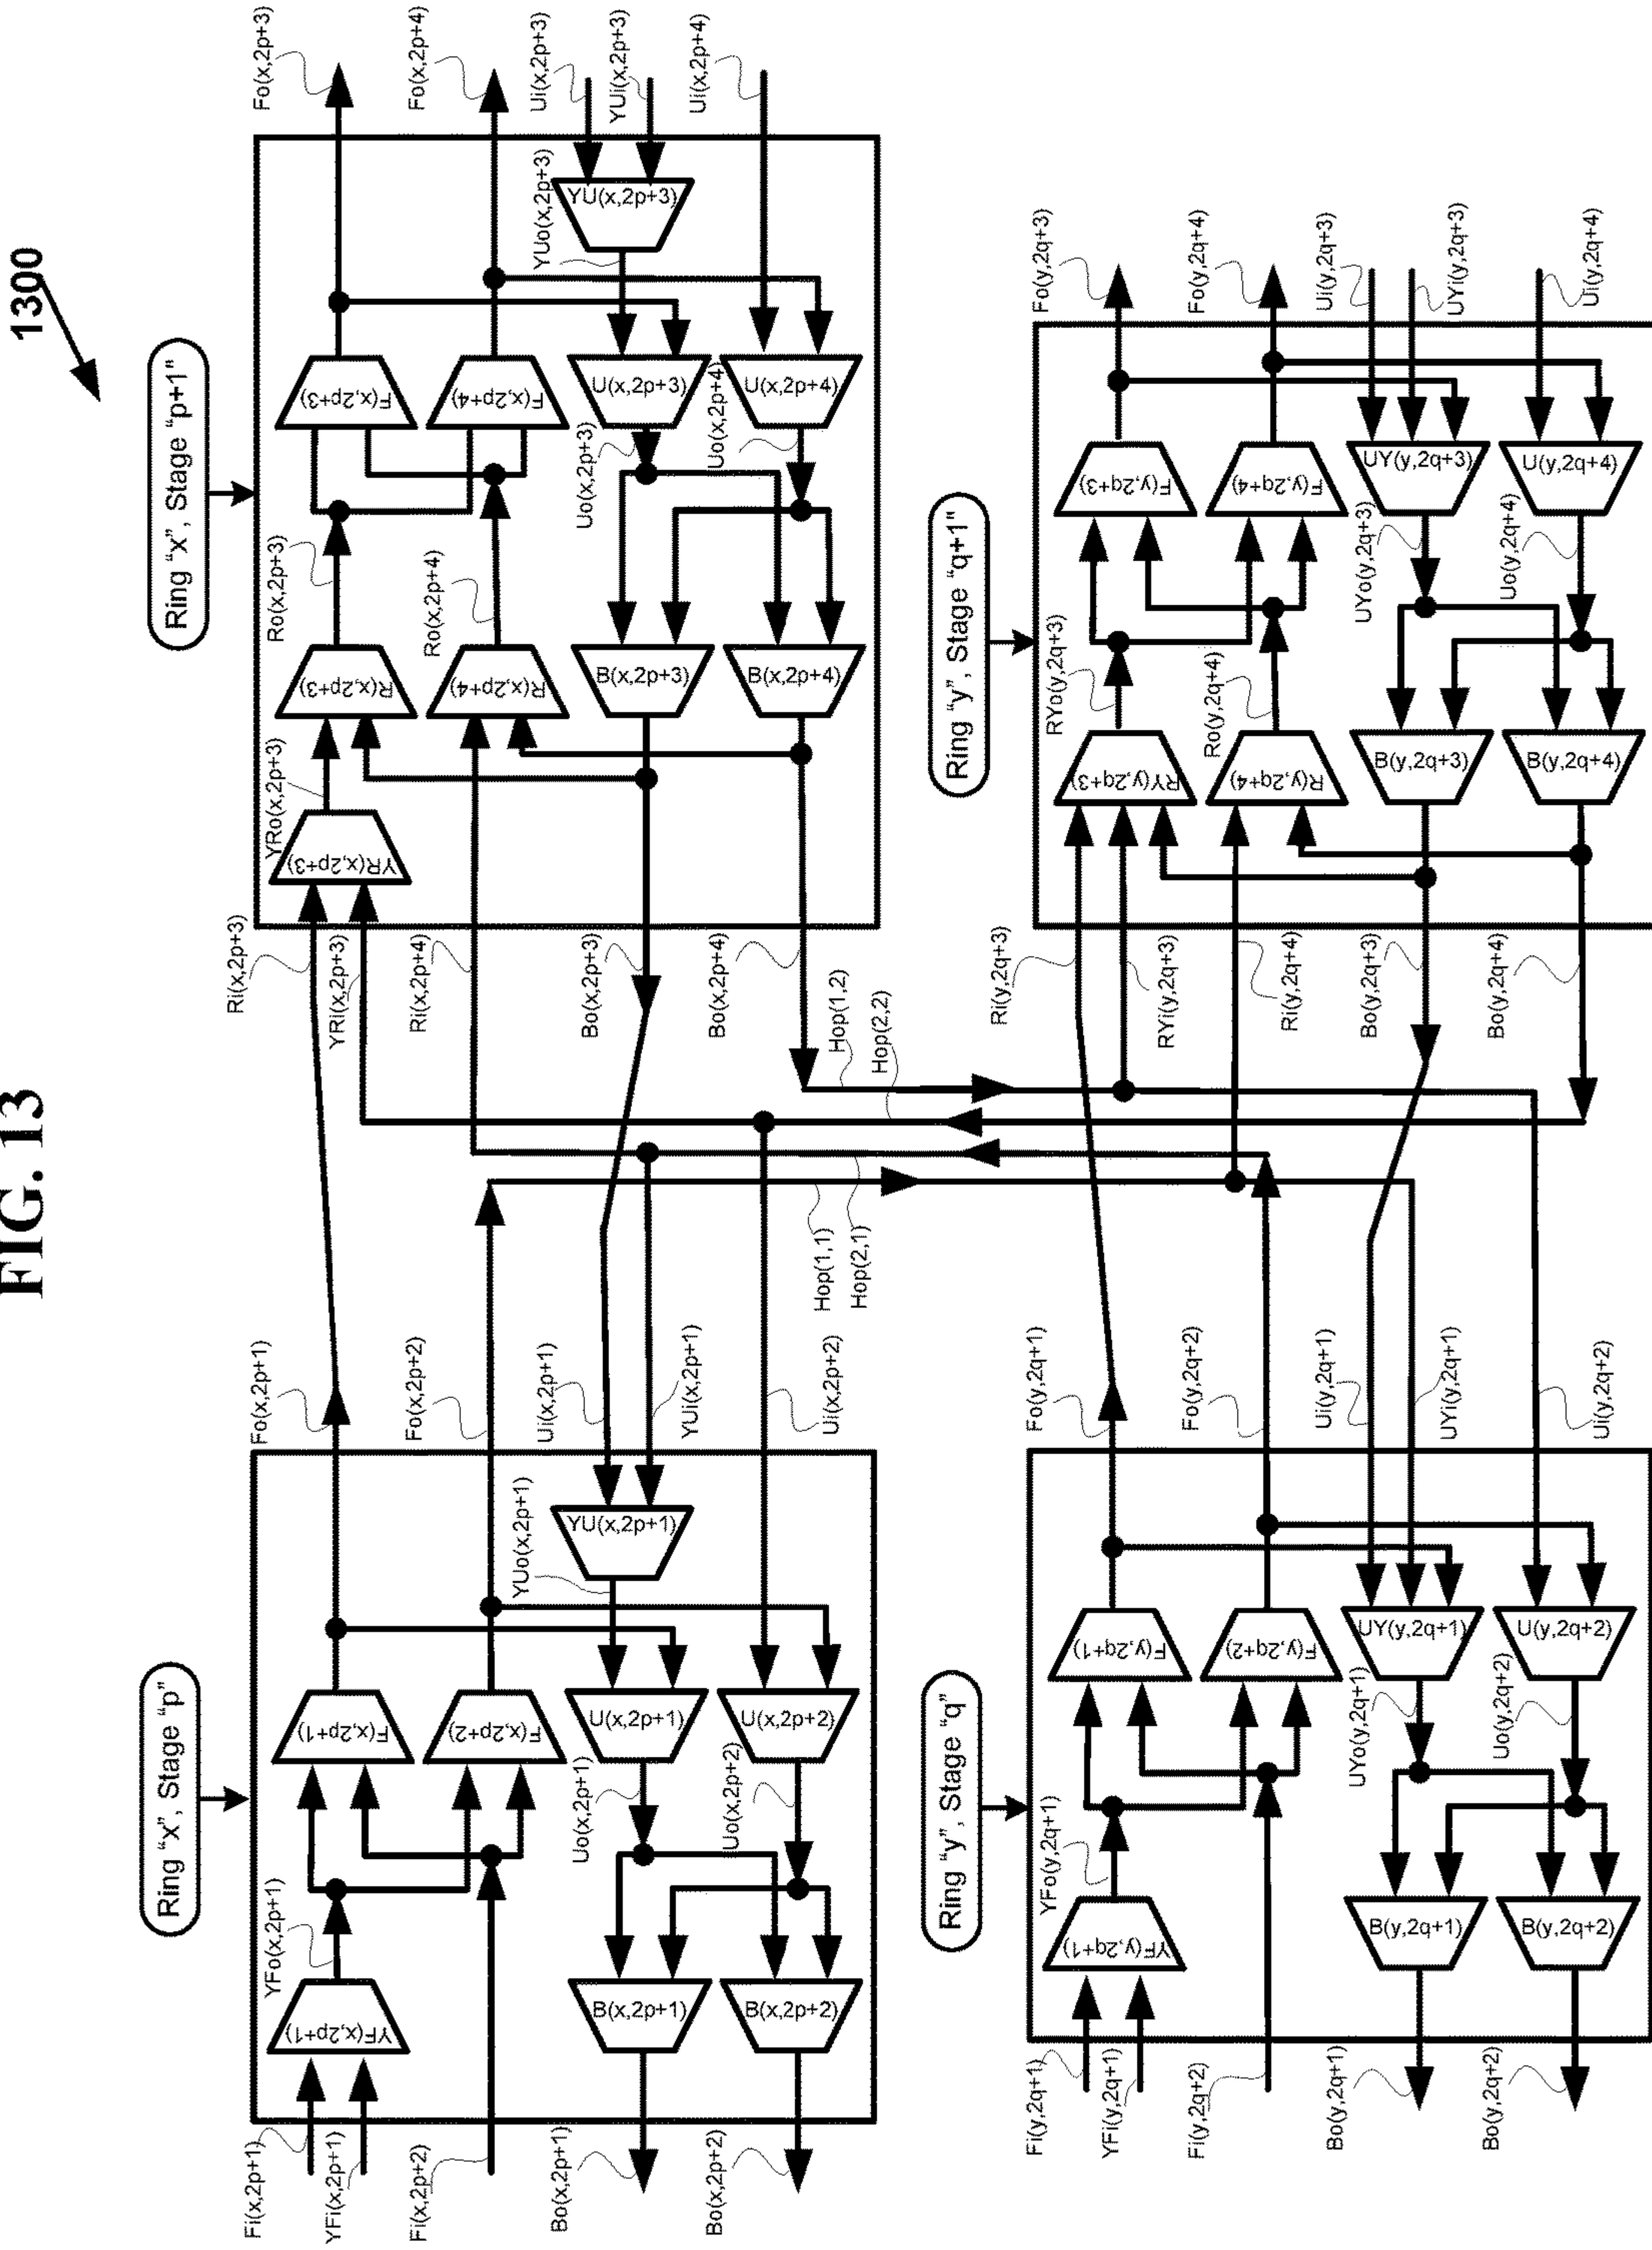 FIG. 13
1300
Ring "x", Stage "p"
Fi(x,2p+1)
YFi(x,2p+1)
Fi(x,2p+2)
Bo(x,2p+1)
Bo(x,2p+2)
YF(x,2p+1)
YFo(x,2p+1)
F(x,2p+1)
F(x,2p+2)
U(x,2p+1)
U(x,2p+2)
Uo(x,2p+1)
Uo(x,2p+2)
B(x,2p+1)
B(x,2p+2)
YU(x,2p+1)
YUo(x,2p+1)
Fo(x,2p+1)
Fo(x,2p+2)
Ui(x,2p+1)
YUi(x,2p+1)
Ui(x,2p+2)
Hop(1,1)
Hop(2,1)
Hop(1,2)
Hop(2,2)
Ring "x", Stage "p+1"
Ri(x,2p+3)
YRi(x,2p+3)
Ri(x,2p+4)
Bo(x,2p+3)
Bo(x,2p+4)
YR(x,2p+3)
YRo(x,2p+3)
R(x,2p+3)
R(x,2p+4)
Ro(x,2p+3)
Ro(x,2p+4)
B(x,2p+3)
B(x,2p+4)
F(x,2p+3)
F(x,2p+4)
U(x,2p+3)
U(x,2p+4)
Uo(x,2p+3)
Uo(x,2p+4)
YU(x,2p+3)
YUo(x,2p+3)
Fo(x,2p+3)
Fo(x,2p+4)
Ui(x,2p+3)
YUi(x,2p+3)
Ui(x,2p+4)
Ring "y", Stage "q"
Fi(y,2q+1)
YFi(y,2q+1)
Fi(y,2q+2)
Bo(y,2q+1)
Bo(y,2q+2)
YF(y,2q+1)
YFo(y,2q+1)
F(y,2q+1)
F(y,2q+2)
UY(y,2q+1)
U(y,2q+2)
UYo(y,2q+1)
Uo(y,2q+2)
B(y,2q+1)
B(y,2q+2)
Fo(y,2q+1)
Fo(y,2q+2)
Ui(y,2q+1)
UYi(y,2q+1)
Ui(y,2q+2)
Ring "y", Stage "q+1"
Ri(y,2q+3)
RYi(y,2q+3)
Ri(y,2q+4)
Bo(y,2q+3)
Bo(y,2q+4)
RY(y,2q+3)
R(y,2q+4)
RYo(y,2q+3)
Ro(y,2q+4)
B(y,2q+3)
B(y,2q+4)
F(y,2q+3)
F(y,2q+4)
UY(y,2q+3)
U(y,2q+4)
UYo(y,2q+3)
Uo(y,2q+4)
Fo(y,2q+3)
Fo(y,2q+4)
Ui(y,2q+3)
UYi(y,2q+3)
Ui(y,2q+4)